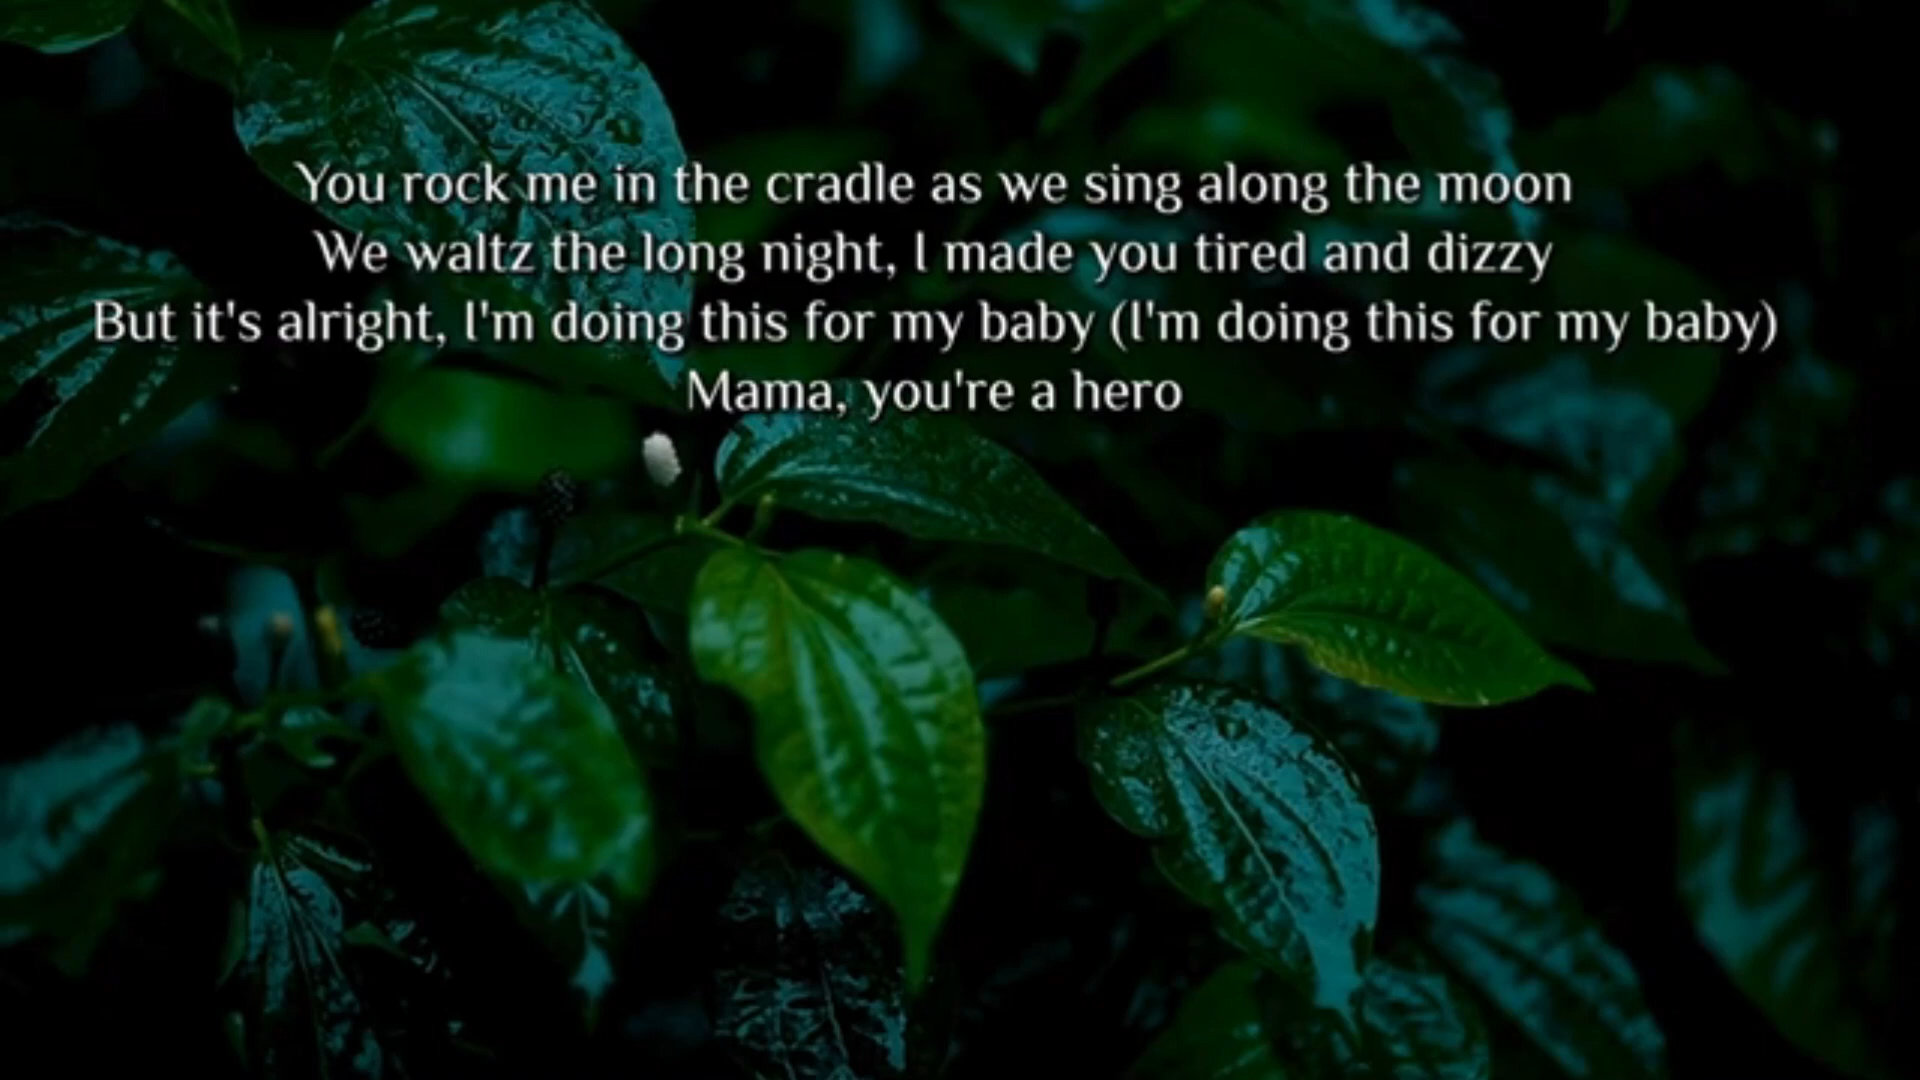 You rock me in the cradle as we sing along the moon
We waltz the long night, I made you tired and dizzy
But it's alright, I'm doing this for my baby (I'm doing this for my baby)
Mama, you're a hero